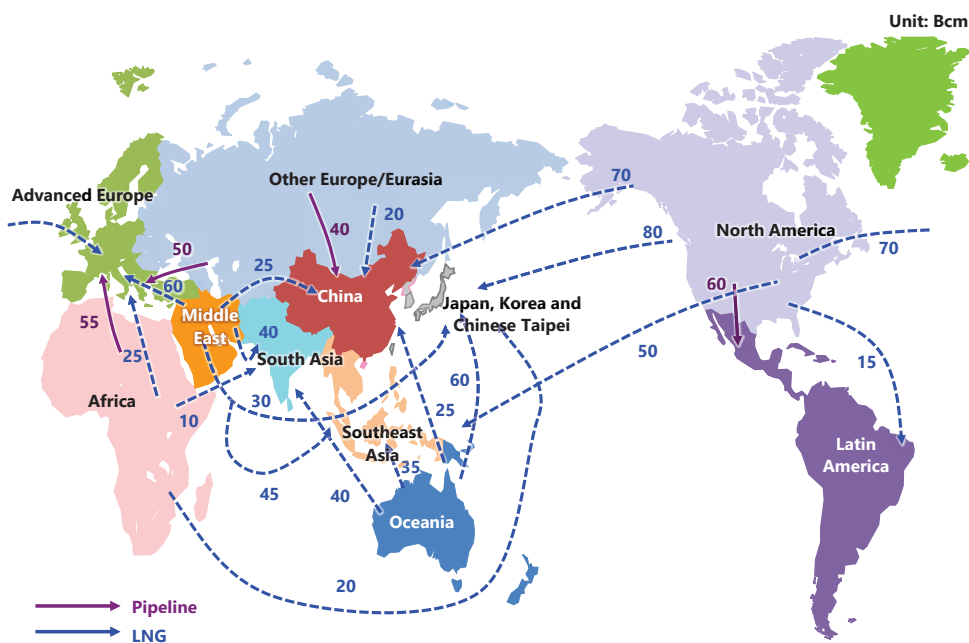 Unit: Bcm
Other Europe/Eurasia
Advanced Europe
70
20
40
80
North America
70
50
25
60
60
China
Middle
East
Japan, Korea and
Chinese Taipei
55
40
South Asia
25
50
15
60
Africa
30
25
10
Southeast
Asia
Latin
America
35
45
40
Oceania
20
Pipeline
LNG